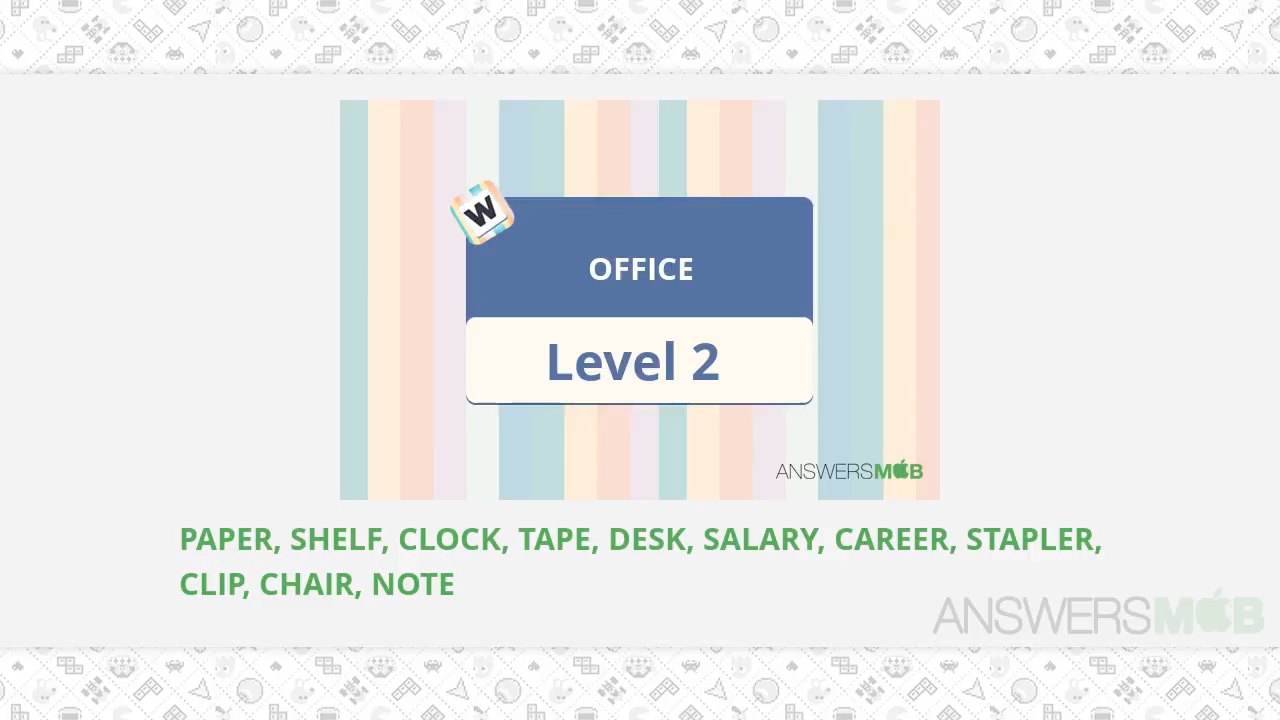 W
OFFICE
Level 2
ANSWERSMOB
PAPER, SHELF, CLOCK, TAPE, DESK, SALARY, CAREER, STAPLER,
CLIP, CHAIR, NOTE
ANSWERSMOB